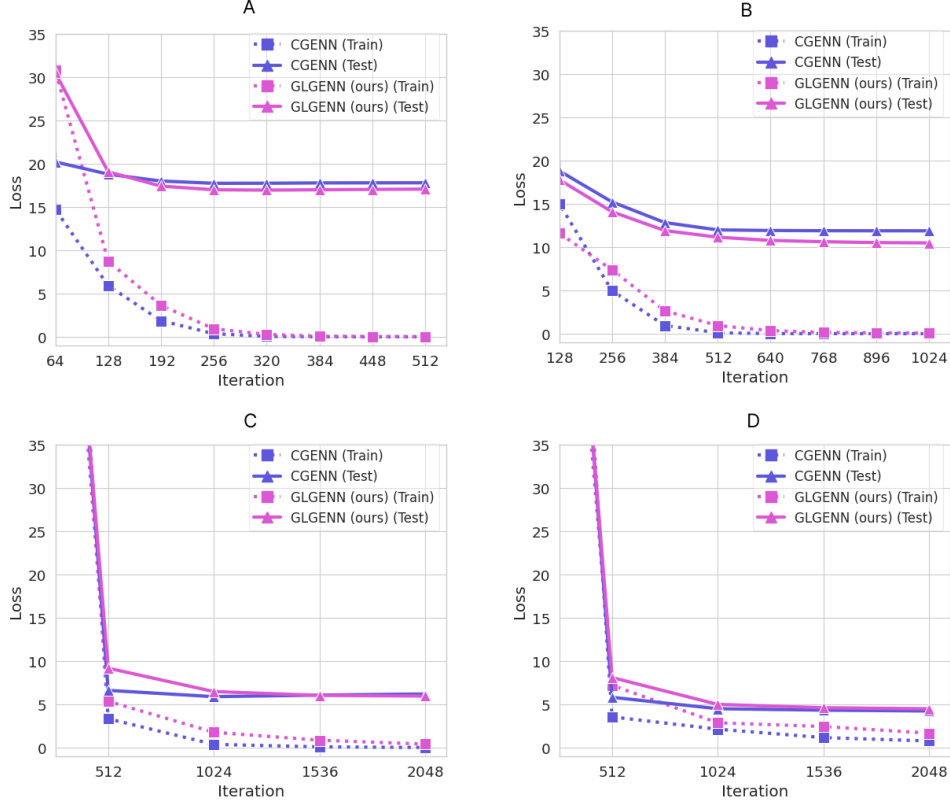 A
35
30
25
20
15
10
5
0
Loss
CGENN (Train)
CGENN (Test)
GLGENN (ours) (Train)
GLGENN (ours) (Test)
64 128 192 256 320 384 448 512
Iteration
B
35
30
25
20
15
10
5
0
Loss
CGENN (Train)
CGENN (Test)
GLGENN (ours) (Train)
GLGENN (ours) (Test)
128 256 384 512 640 768 896 1024
Iteration
C
35
30
25
20
15
10
5
0
Loss
CGENN (Train)
CGENN (Test)
GLGENN (ours) (Train)
GLGENN (ours) (Test)
512 1024 1536 2048
Iteration
D
35
30
25
20
15
10
5
0
Loss
CGENN (Train)
CGENN (Test)
GLGENN (ours) (Train)
GLGENN (ours) (Test)
512 1024 1536 2048
Iteration